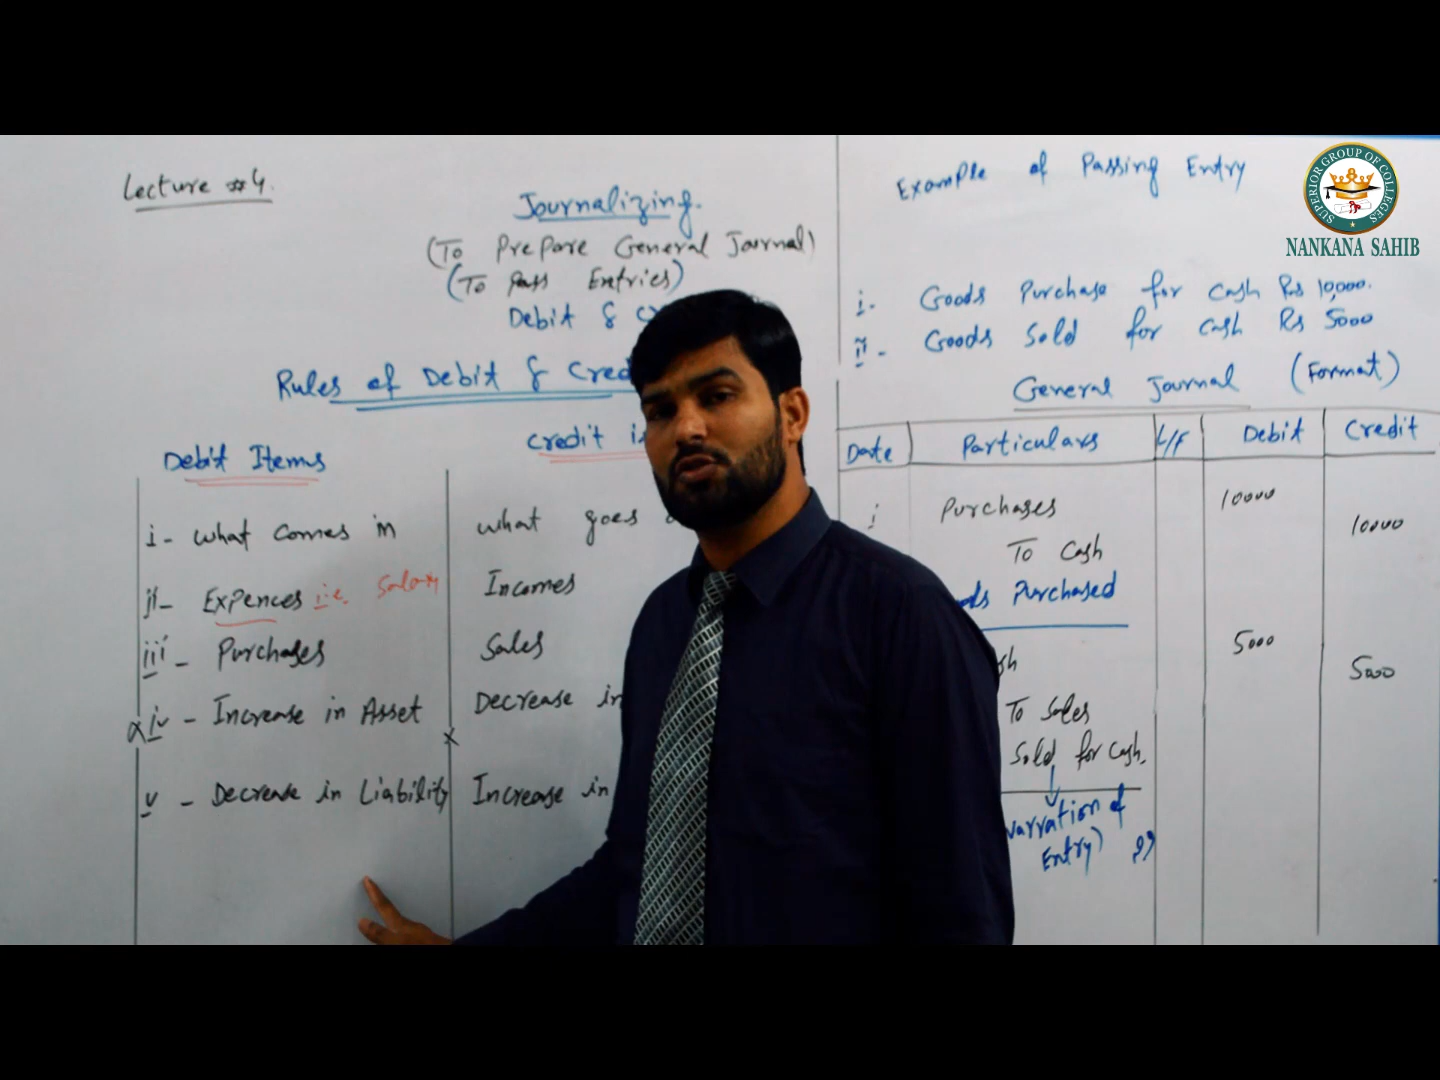 Lecture #4.
Journalizing.
(To Prepare General Journal)
(To Pass Entries)
Debit &
Rules of Debit &
Debit Items
Credit
i - What Comes in
What goes
ii - Expences i.e. Salary
Incomes
iii - Purchases
Sales
iv - Increase in Asset
Decrease in
v - Decrease in Liability
Increase in
Example of Passing Entry
SUPERIOR GROUP OF COLLEGES
NANKANA SAHIB
i - Goods Purchase for cash Rs 10,000.
ii - Goods Sold for cash Rs 5000
General Journal (Format)
Date Particulars L/F Debit Credit
i Purchases 10000
To Cash 10000
Purchased
5000
To Sales 5000
Sold for Cash.
Entry)